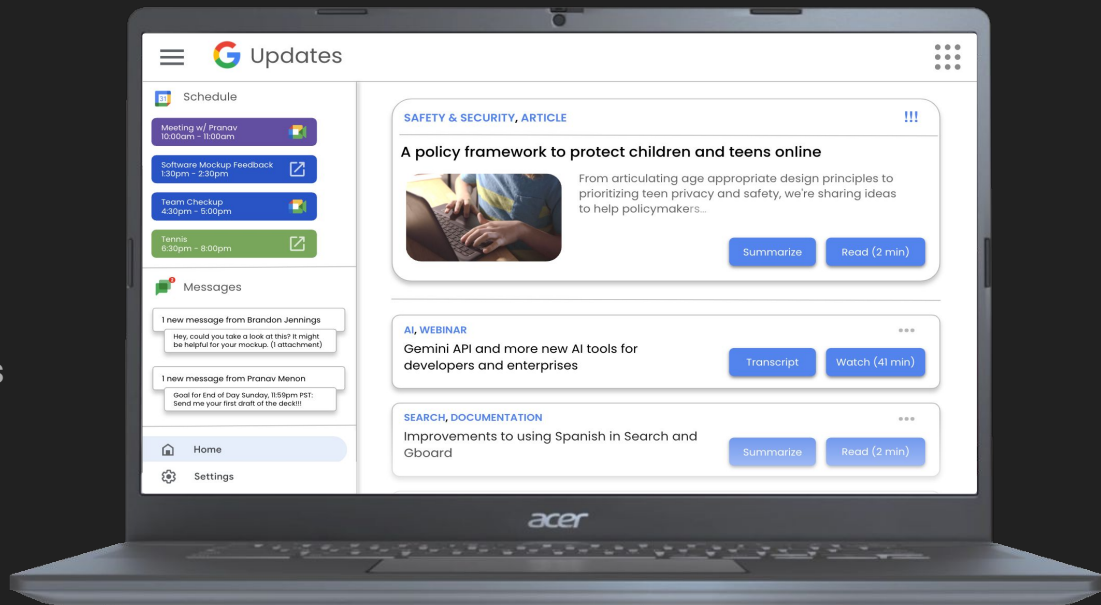 Updates
Schedule
Meeting w/ Pranav
10:00am - 11:00am
Software Mockup Feedback
1:30pm - 2:30pm
Team Checkup
4:30pm - 5:00pm
Tennis
6:30pm - 8:00pm
Messages
1 new message from Brandon Jennings
Hey, could you take a look at this? It might
be helpful for your mockup. (1 attachment)
1 new message from Pranav Menon
Goal for End of Day Sunday, 11:59pm PST:
Send me your first draft of the deck!!!
Home
Settings
SAFETY & SECURITY, ARTICLE
!!!
A policy framework to protect children and teens online
From articulating age appropriate design principles to
prioritizing teen privacy and safety, we're sharing ideas
to help policymakers...
Summarize
Read (2 min)
AI, WEBINAR
Gemini API and more new AI tools for
developers and enterprises
Transcript
Watch (41 min)
SEARCH, DOCUMENTATION
Improvements to using Spanish in Search and
Gboard
Summarize
Read (2 min)
acer